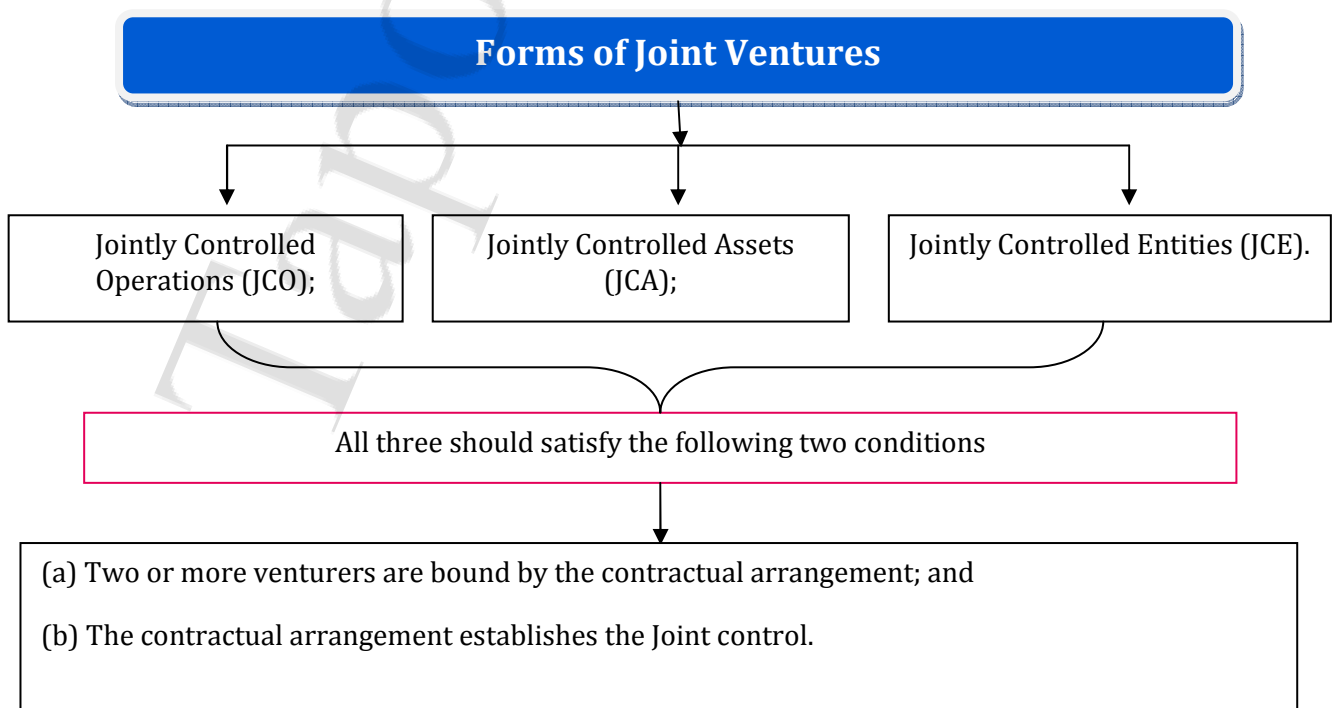 Forms of Joint Ventures
Jointly Controlled
Operations (JCO);
Jointly Controlled Assets
(JCA);
Jointly Controlled Entities (JCE).
All three should satisfy the following two conditions
(a) Two or more venturers are bound by the contractual arrangement; and
(b) The contractual arrangement establishes the Joint control.